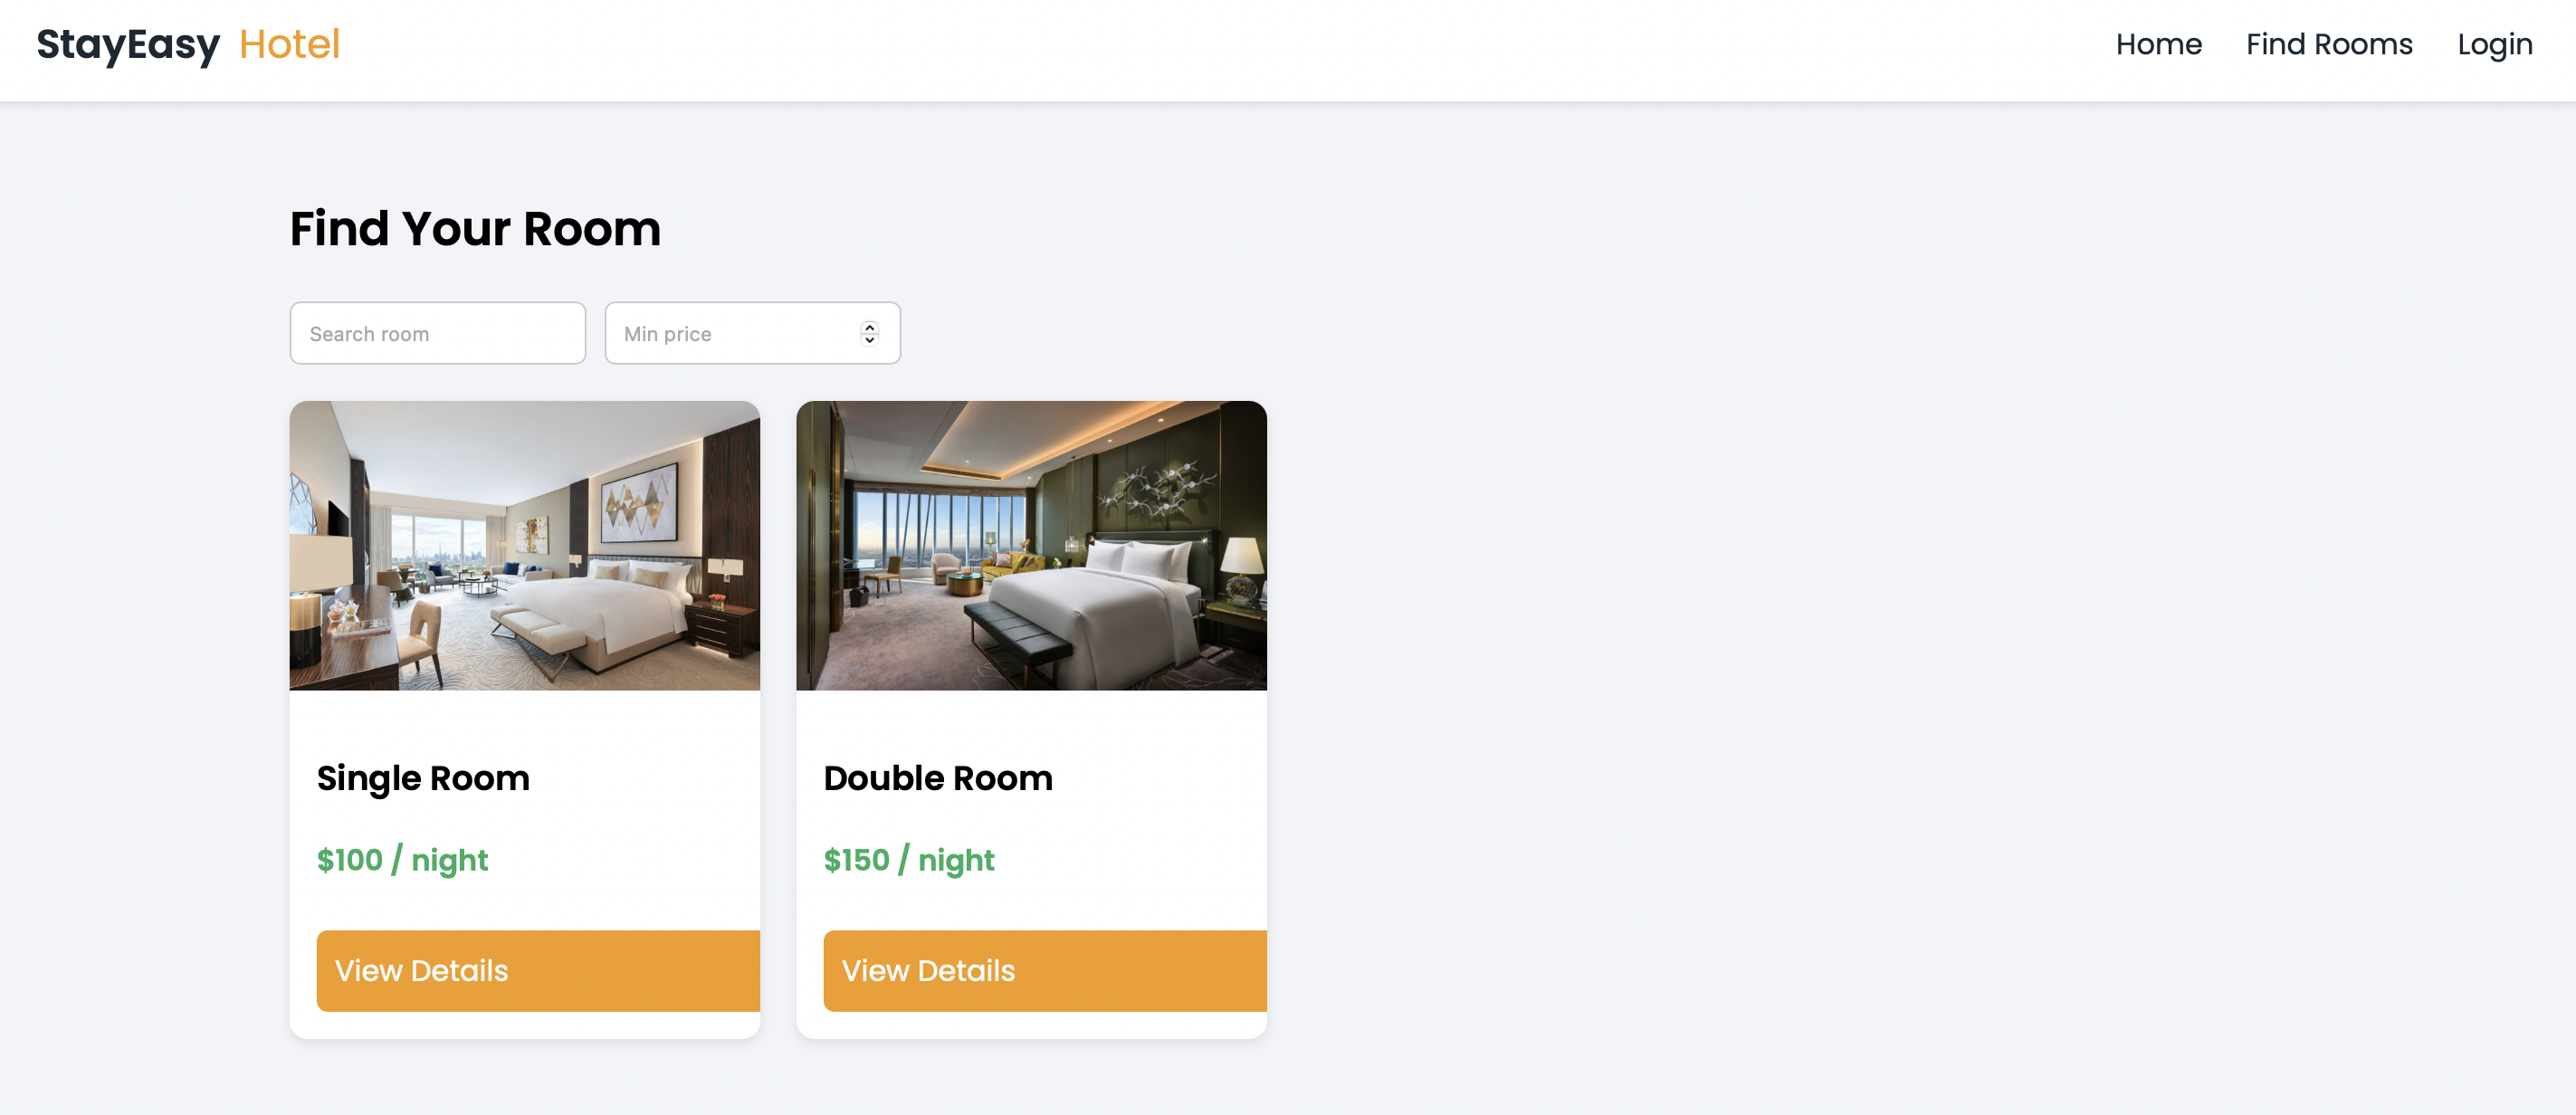 StayEasy Hotel
Home Find Rooms Login
Find Your Room
Search room
Min price
Single Room
$100 / night
View Details
Double Room
$150 / night
View Details